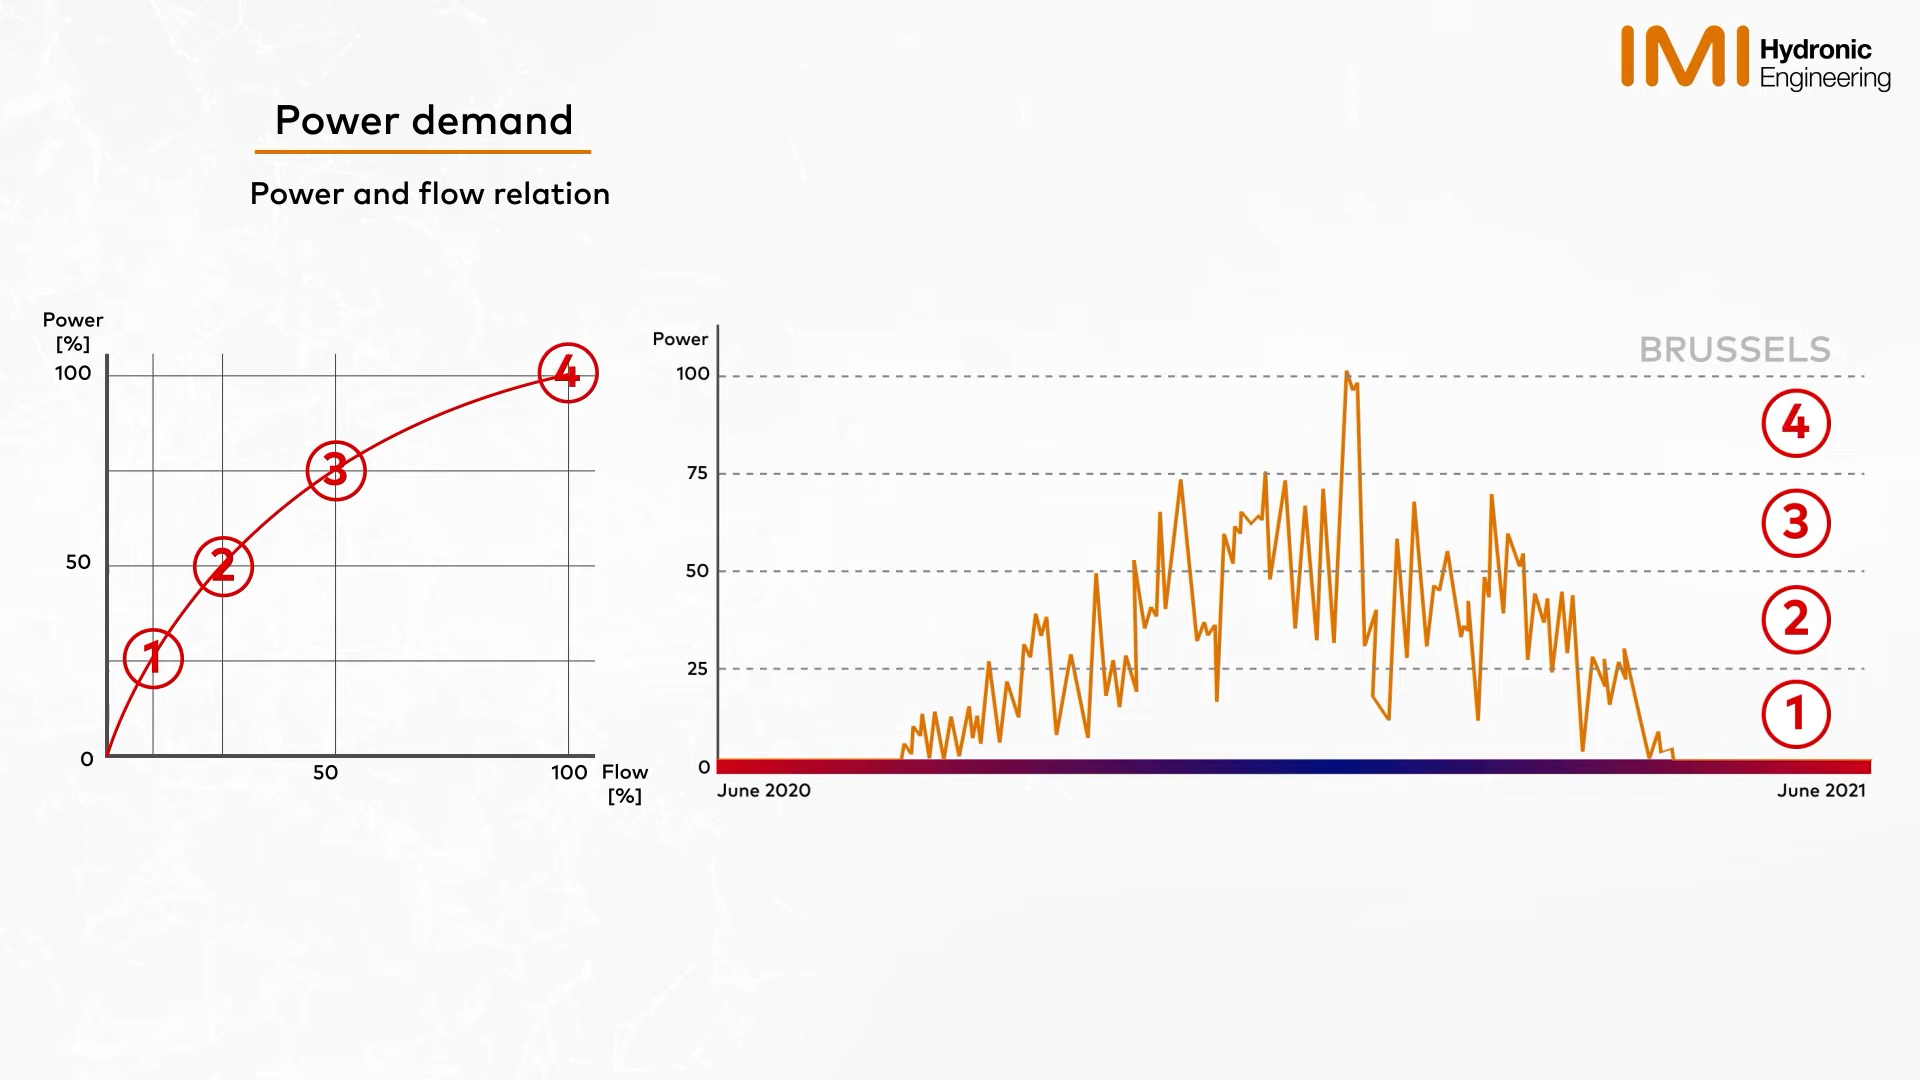 IMI Hydronic
Engineering
Power demand
Power and flow relation
Power
[%]
100
50
0
50
100
Flow
[%]
1
2
3
4
Power
100
75
50
25
0
BRUSSELS
4
3
2
1
June 2020
June 2021